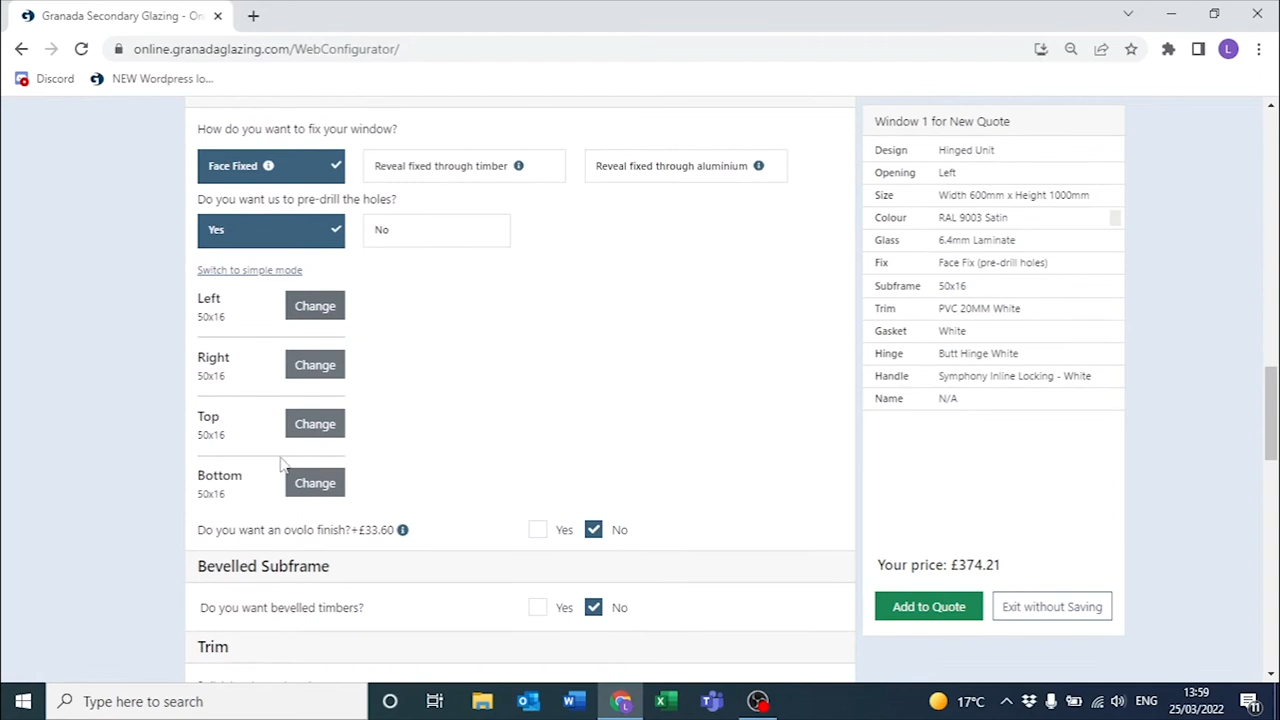 Granada Secondary Glazing - On
online.granadaglazing.com/WebConfigurator/
L
Discord
NEW Wordpress lo...
How do you want to fix your window?
Face Fixed
Reveal fixed through timber
Reveal fixed through aluminium
Do you want us to pre-drill the holes?
Yes
No
Switch to simple mode
Left
50x16
Change
Right
50x16
Change
Top
50x16
Change
Bottom
50x16
Change
Do you want an ovolo finish?+£33.60
Yes
No
Bevelled Subframe
Do you want bevelled timbers?
Yes
No
Trim
Window 1 for New Quote
Design Hinged Unit
Opening Left
Size Width 600mm x Height 1000mm
Colour RAL 9003 Satin
Glass 6.4mm Laminate
Fix Face Fix (pre-drill holes)
Subframe 50x16
Trim PVC 20MM White
Gasket White
Hinge Butt Hinge White
Handle Symphony Inline Locking - White
Name N/A
Your price: £374.21
Add to Quote
Exit without Saving
Type here to search
17°C
ENG
13:59
25/03/2022